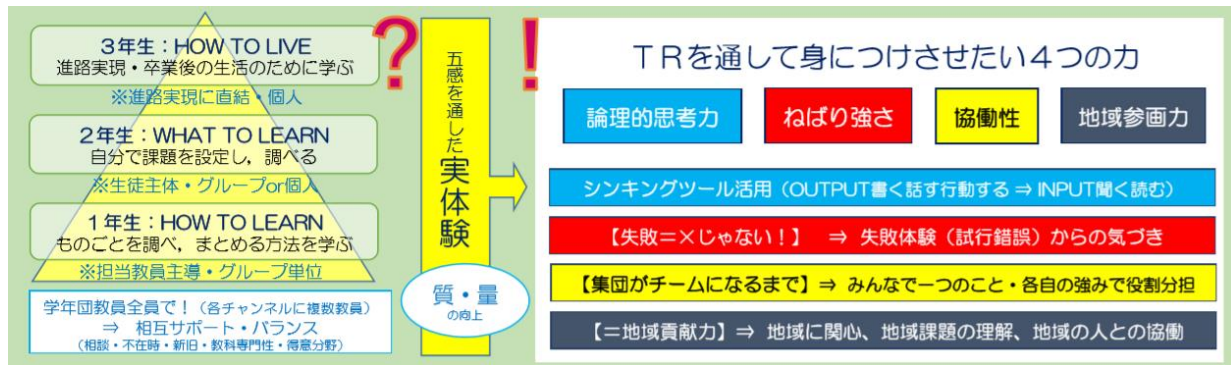 3年生：HOW TO LIVE
進路実現・卒業後の生活のために学ぶ
※進路実現に直結・個人
2年生：WHAT TO LEARN
自分で課題を設定し，調べる
※生徒主体・グループor個人
1年生：HOW TO LEARN
ものごとを調べ，まとめる方法を学ぶ
※担当教員主導・グループ単位
学年団教員全員で！（各チャンネルに複数教員）
⇒ 相互サポート・バランス
（相談・不在時・新旧・教科専門性・得意分野）
？
五感を通した実体験
質・量
の向上
！
ＴＲを通して身につけさせたい４つの力
論理的思考力
ねばり強さ
協働性
地域参画力
シンキングツール活用（OUTPUT書く話す行動する ⇒ INPUT聞く読む）
【失敗＝×じゃない！】 ⇒ 失敗体験（試行錯誤）からの気づき
【集団がチームになるまで】⇒ みんなで一つのこと・各自の強みで役割分担
【＝地域貢献力】⇒ 地域に関心、地域課題の理解、地域の人との協働